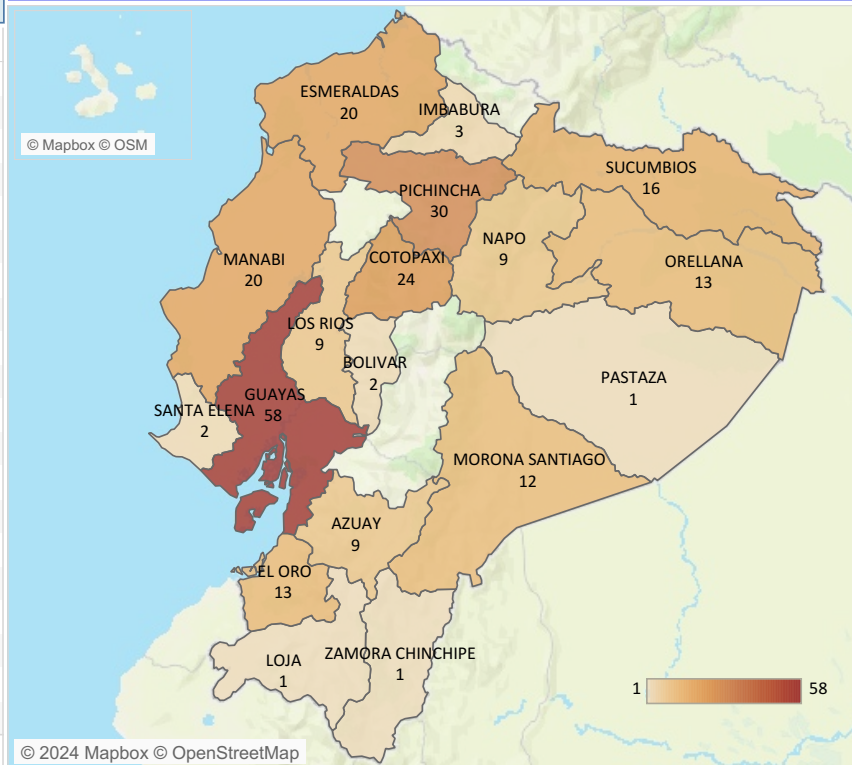 ESMERALDAS
20
IMBABURA
3
© Mapbox © OSM
SUCUMBIOS
16
PICHINCHA
30
NAPO
9
MANABI
20
COTOPAXI
24
ORELLANA
13
LOS RIOS
9
BOLIVAR
2
PASTAZA
1
GUAYAS
58
SANTA ELENA
2
MORONA SANTIAGO
12
AZUAY
9
EL ORO
13
ZAMORA CHINCHIPE
1
LOJA
1
1
58
© 2024 Mapbox © OpenStreetMap